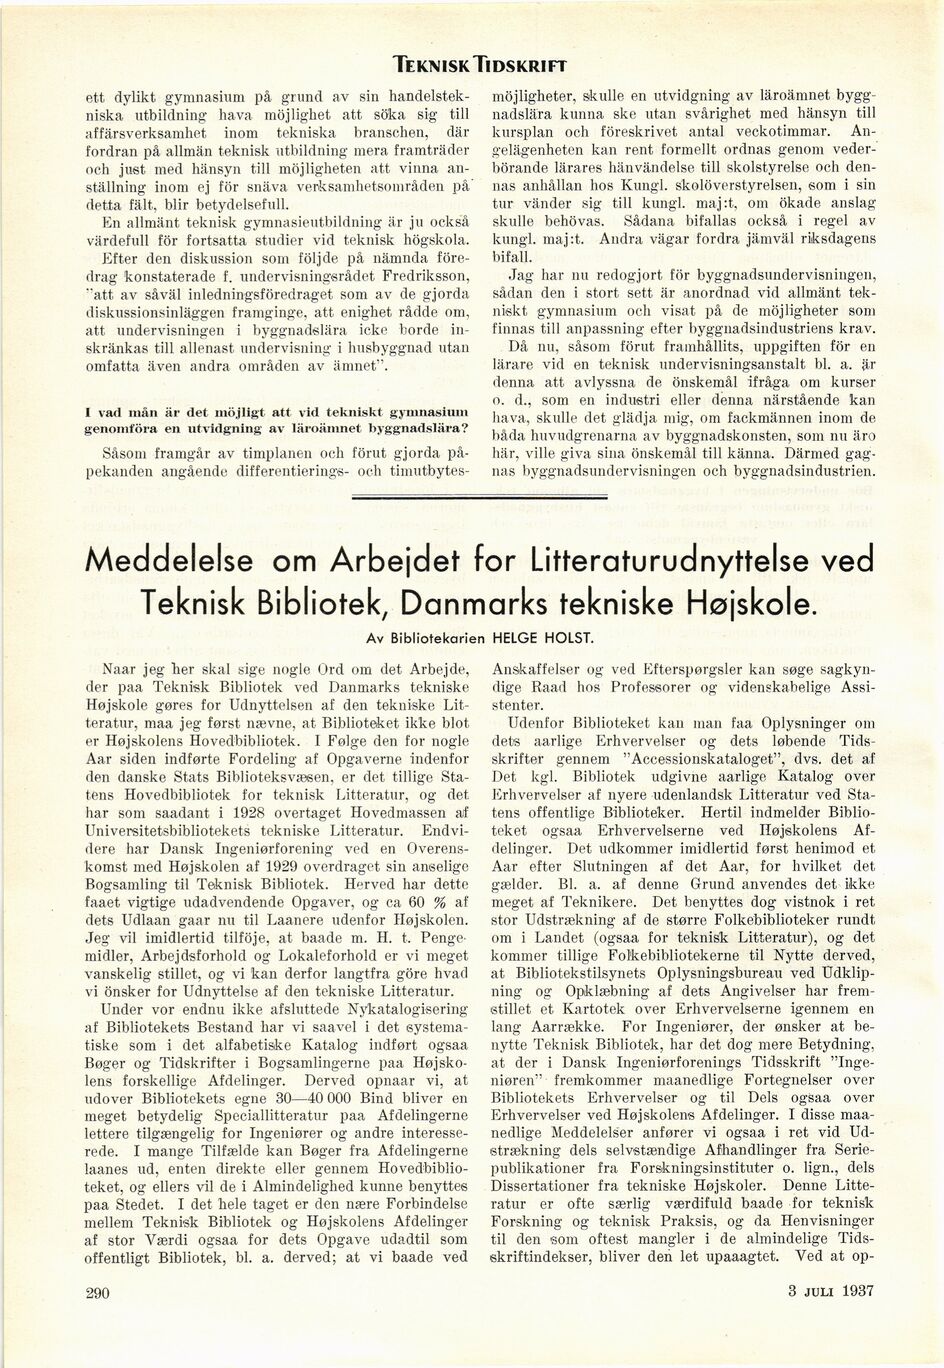 TEKNISK TIDSKRIFT
ett dylikt gymnasium på grund av sin handelstek-
niska utbildning hava möjlighet att söka sig till
affärsverksamhet inom tekniska branschen, där
fordran på allmän teknisk utbildning mera framträder
och just med hänsyn till möjligheten att vinna an-
ställning inom ej för snäva verksamhetsområden på
detta fält, blir betydelsefull.
En allmänt teknisk gymnasieutbildning är ju också
värdefull för fortsatta studier vid teknisk högskola.
Efter den diskussion som följde på nämnda före-
drag konstaterade f. undervisningsrådet Fredriksson,
"att av såväl inledningsföredraget som av de gjorda
diskussionsinläggen framginge, att enighet rådde om,
att undervisningen i byggnadslära icke borde in-
skränkas till allenast undervisning i husbyggnad utan
omfatta även andra områden av ämnet".
I vad mån är det möjligt att vid tekniskt gymnasium
genomföra en utvidgning av läroämnet byggnadslära?
Såsom framgår av timplanen och förut gjorda på-
pekanden angående differentierings- och timutbytes-
möjligheter, skulle en utvidgning av läroämnet bygg-
nadslära kunna ske utan svårighet med hänsyn till
kursplan och föreskrivet antal veckotimmar. An-
gelägenheten kan rent formellt ordnas genom veder-
börande lärares hänvändelse till skolstyrelse och den-
nas anhållan hos Kungl. skolöverstyrelsen, som i sin
tur vänder sig till kungl. maj:t, om ökade anslag
skulle behövas. Sådana bifallas också i regel av
kungl. maj:t. Andra vägar fordra jämväl riksdagens
bifall.
Jag har nu redogjort för byggnadsundervisningen,
sådan den i stort sett är anordnad vid allmänt tek-
niskt gymnasium och visat på de möjligheter som
finnas till anpassning efter byggnadsindustriens krav.
Då nu, såsom förut framhållits, uppgiften för en
lärare vid en teknisk undervisningsanstalt bl. a. är
denna att avlyssna de önskemål ifråga om kurser
o. d., som en industri eller denna närstående kan
hava, skulle det glädja mig, om fackmännen inom de
båda huvudgrenarna av byggnadskonsten, som nu äro
här, ville giva sina önskemål till känna. Därmed gag-
nas byggnadsundervisningen och byggnadsindustrien.
Meddelelse om Arbejdet for Litteraturudnyttelse ved
Teknisk Bibliotek, Danmarks tekniske Højskole.
Av Bibliotekarien HELGE HOLST.
Naar jeg her skal sige nogle Ord om det Arbejde,
der paa Teknisk Bibliotek ved Danmarks tekniske
Højskole gøres for Udnyttelsen af den tekniske Lit-
teratur, maa jeg først nævne, at Biblioteket ikke blot
er Højskolens Hovedbibliotek. I Følge den for nogle
Aar siden indførte Fordeling af Opgaverne indenfor
den danske Stats Biblioteksvæsen, er det tillige Sta-
tens Hovedbibliotek for teknisk Litteratur, og det
har som saadant i 1928 overtaget Hovedmassen af
Universitetsbibliotekets tekniske Litteratur. Endvi-
dere har Dansk Ingeniørforening ved en Overens-
komst med Højskolen af 1929 overdraget sin anselige
Bogsamling til Teknisk Bibliotek. Herved har dette
faaet vigtige udadvendende Opgaver, og ca 60 % af
dets Udlaan gaar nu til Laanere udenfor Højskolen.
Jeg vil imidlertid tilföje, at baade m. H. t. Penge-
midler, Arbejdsforhold og Lokaleforhold er vi meget
vanskelig stillet, og vi kan derfor langtfra göre hvad
vi önsker for Udnyttelse af den tekniske Litteratur.
Under vor endnu ikke afsluttede Nykatalogisering
af Bibliotekets Bestand har vi saavel i det systema-
tiske som i det alfabetiske Katalog indført ogsaa
Bøger og Tidskrifter i Bogsamlingerne paa Højsko-
lens forskellige Afdelinger. Derved opnaar vi, at
udover Bibliotekets egne 30—40 000 Bind bliver en
meget betydelig Speciallitteratur paa Afdelingerne
lettere tilgængelig for Ingeniører og andre interesse-
rede. I mange Tilfælde kan Bøger fra Afdelingerne
laanes ud, enten direkte eller gennem Hovedbiblio-
teket, og ellers vil de i Almindelighed kunne benyttes
paa Stedet. I det hele taget er den nære Forbindelse
mellem Teknisk Bibliotek og Højskolens Afdelinger
af stor Værdi ogsaa for dets Opgave udadtil som
offentligt Bibliotek, bl. a. derved; at vi baade ved
Anskaffelser og ved Efterspørgsler kan søge sagkyn-
dige Raad hos Professorer og videnskabelige Assi-
stenter.
Udenfor Biblioteket kan man faa Oplysninger om
dets aarlige Erhvervelser og dets løbende Tids-
skrifter gennem "Accessionskataloget", dvs. det af
Det kgl. Bibliotek udgivne aarlige Katalog over
Erhvervelser af nyere udenlandsk Litteratur ved Sta-
tens offentlige Biblioteker. Hertil indmelder Biblio-
teket ogsaa Erhvervelserne ved Højskolens Af-
delinger. Det udkommer imidlertid først henimod et
Aar efter Slutningen af det Aar, for hvilket det
gælder. Bl. a. af denne Grund anvendes det ikke
meget af Teknikere. Det benyttes dog vistnok i ret
stor Udstrækning af de større Folkebiblioteker rundt
om i Landet (ogsaa for teknisk Litteratur), og det
kommer tillige Folkebibliotekerne til Nytte derved,
at Bibliotekstilsynets Oplysningsbureau ved Udklip-
ning og Opklæbning af dets Angivelser har frem-
stillet et Kartotek over Erhvervelserne igennem en
lang Aarrække. For Ingeniører, der ønsker at be-
nytte Teknisk Bibliotek, har det dog mere Betydning,
at der i Dansk Ingeniørforenings Tidsskrift "Inge-
niøren" fremkommer maanedlige Fortegnelser over
Bibliotekets Erhvervelser og til Dels ogsaa over
Erhvervelser ved Højskolens Afdelinger. I disse maa-
nedlige Meddelelser anfører vi ogsaa i ret vid Ud-
strækning dels selvstændige Afhandlinger fra Serie-
publikationer fra Forskningsinstituter o. lign., dels
Dissertationer fra tekniske Højskoler. Denne Litte-
ratur er ofte særlig værdifuld baade for teknisk
Forskning og teknisk Praksis, og da Henvisninger
til den som oftest mangler i de almindelige Tids-
skriftindekser, bliver den let upaaagtet. Ved at op-
290
3 JULI 1937